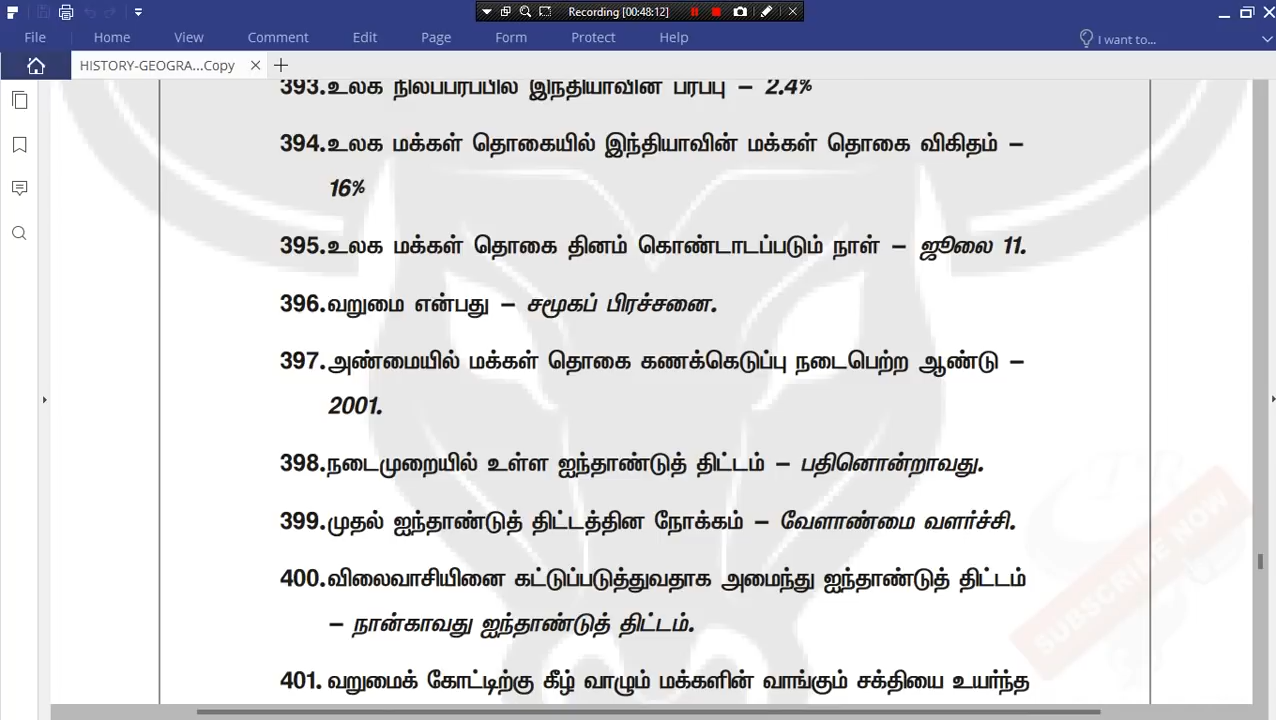 Recording [00:48:12]
File Home View Comment Edit Page Form Protect Help I want to...
HISTORY-GEOGRA...Copy
393.உலக நிலப்பரப்பில் இந்தியாவின் பரப்பு – 2.4%
394.உலக மக்கள் தொகையில் இந்தியாவின் மக்கள் தொகை விகிதம் –
16%
395.உலக மக்கள் தொகை தினம் கொண்டாடப்படும் நாள் – ஜூலை 11.
396.வறுமை என்பது – சமூகப் பிரச்சனை.
397.அண்மையில் மக்கள் தொகை கணக்கெடுப்பு நடைபெற்ற ஆண்டு –
2001.
398.நடைமுறையில் உள்ள ஐந்தாண்டுத் திட்டம் – பதினொன்றாவது.
399.முதல் ஐந்தாண்டுத் திட்டத்தின நோக்கம் – வேளாண்மை வளர்ச்சி.
400.விலைவாசியினை கட்டுப்படுத்துவதாக அமைந்து ஐந்தாண்டுத் திட்டம்
– நான்காவது ஐந்தாண்டுத் திட்டம்.
401. வறுமைக் கோட்டிற்கு கீழ் வாழும் மக்களின் வாங்கும் சக்தியை உயர்ந்த
SUBSCRIBE NOW